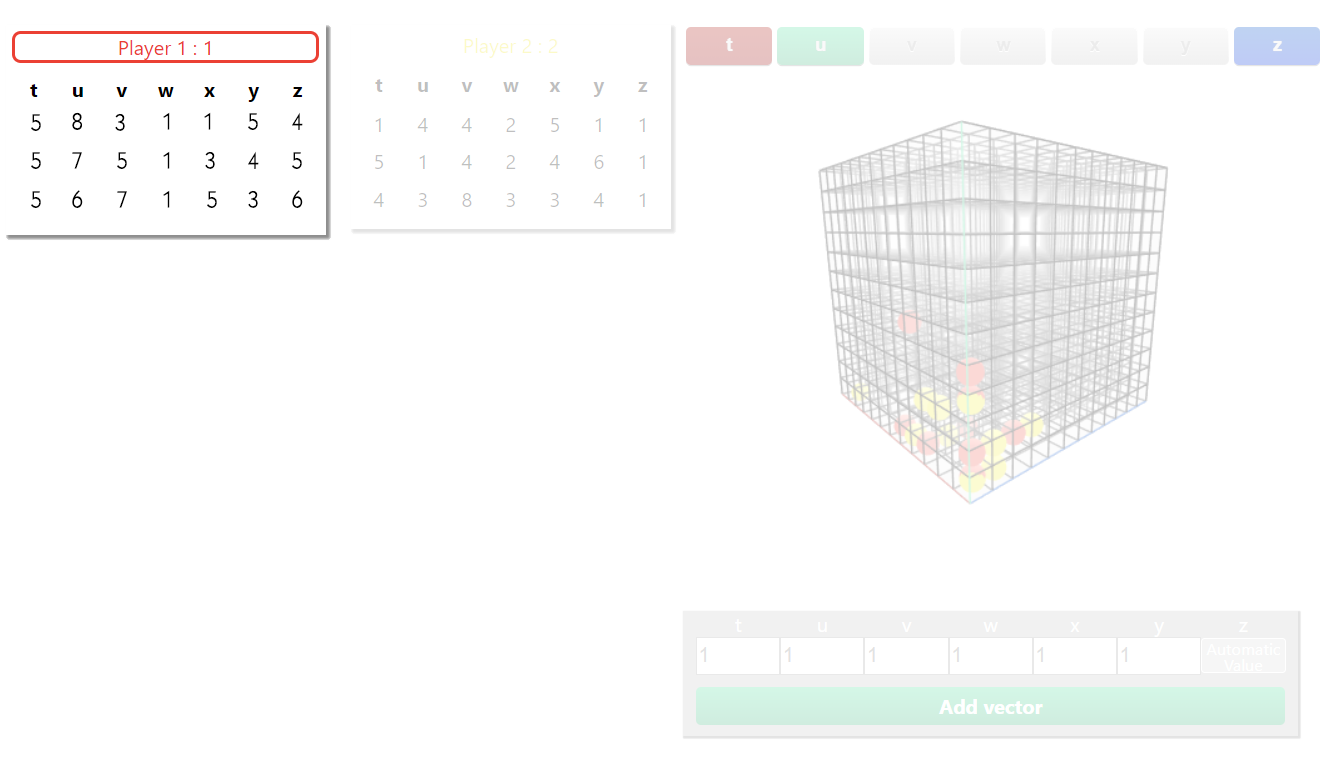 Player 1 : 1
t u v w x y z
5 8 3 1 1 5 4
5 7 5 1 3 4 5
5 6 7 1 5 3 6
Player 2 : 2
t u v w x y z
1 4 4 2 5 1 1
5 1 4 2 4 6 1
4 3 8 3 3 4 1
t u v w x y z
t u v w x y z
1 1 1 1 1 1 Automatic
Value
Add vector